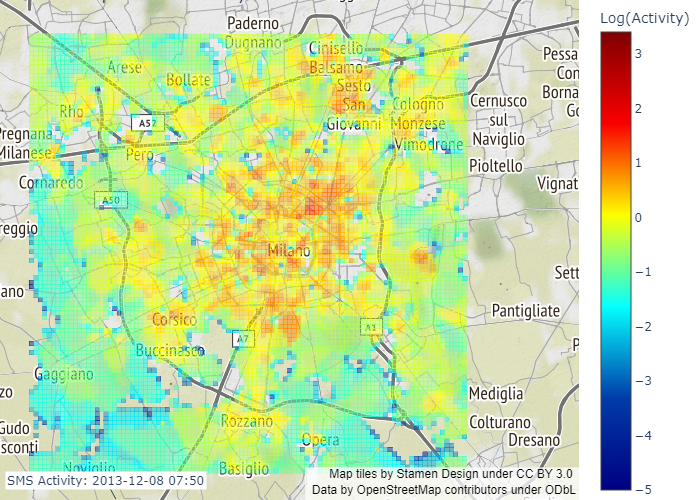 Log(Activity)
3
2
1
0
−1
−2
−3
−4
−5
Paderno
Dugnano
Cinisello
Balsamo
Arese
Bollate
Sesto
San
Giovanni
Cologno
Monzese
Vimodrone
Cernusco
sul
Naviglio
Pioltello
Pessa
Con
Borna
Go
Rho
A52
Pregnana
Milanese
Pero
Cornaredo
A50
Vignat
reggio
Milano
Sett
ano
Pantigliate
Corsico
A7
A1
P
Buccinasco
Gaggiano
zo
Mediglia
Rozzano
Colturano
Gudo
sconti
Opera
Dresano
Noviglio
Basiglio
SMS Activity: 2013-12-08 07:50
Map tiles by Stamen Design under CC BY 3.0
Data by OpenStreetMap contributors under ODbL